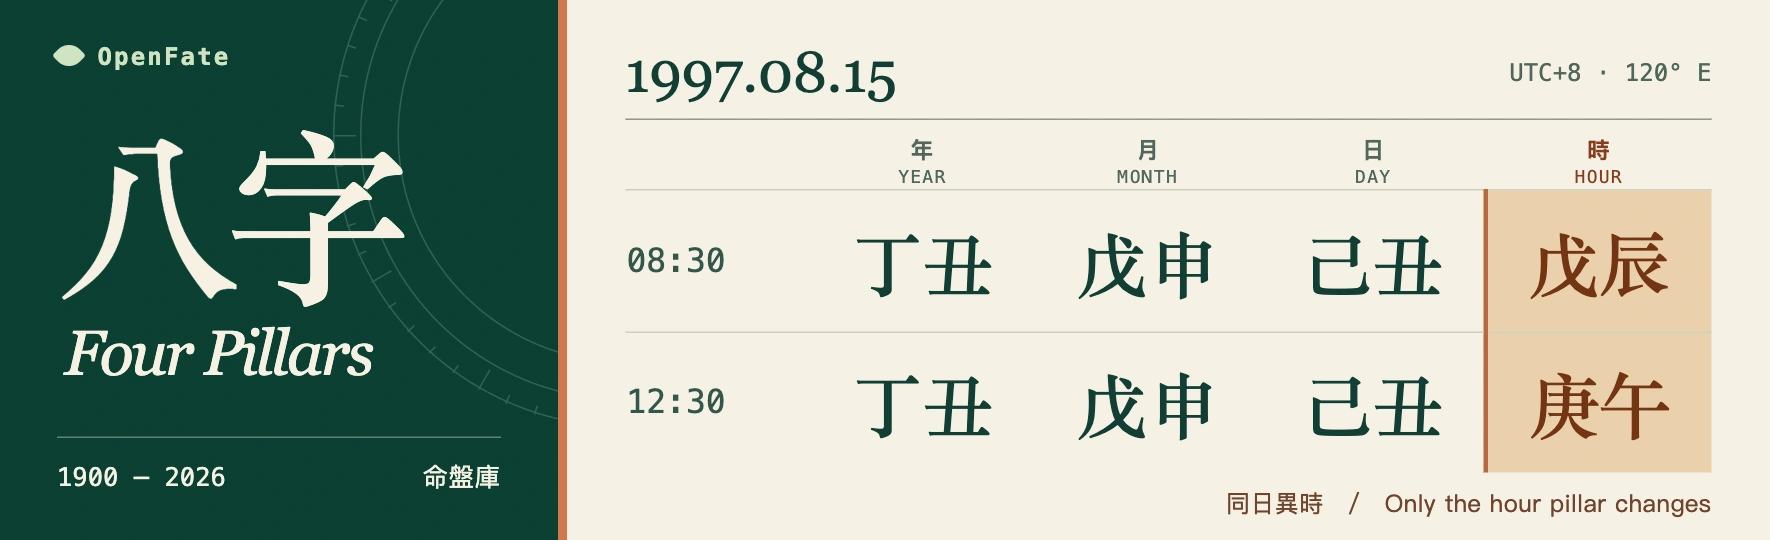 OpenFate
八字
Four Pillars
1900 — 2026 命盤庫
1997.08.15 UTC+8 · 120° E
年 月 日 時
YEAR MONTH DAY HOUR
08:30 丁丑 戊申 己丑 戊辰
12:30 丁丑 戊申 己丑 庚午
同日異時 / Only the hour pillar changes